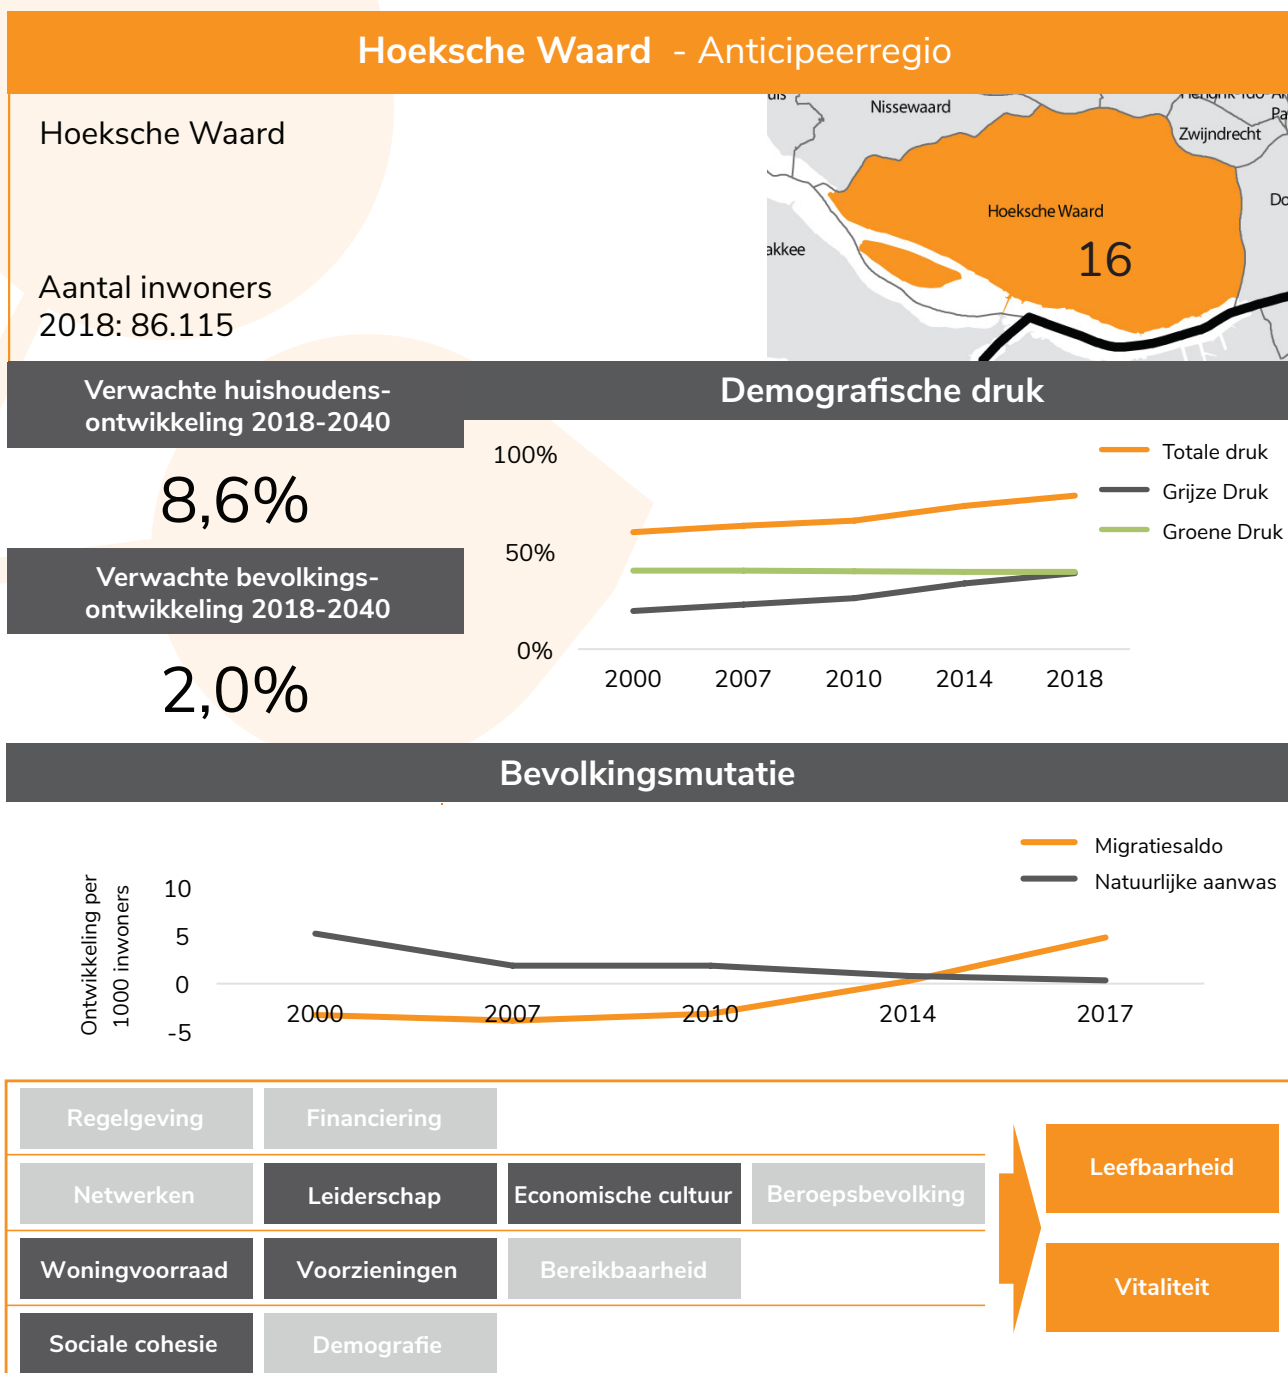 Hoeksche Waard - Anticipeerregio
Hoeksche Waard
Aantal inwoners
2018: 86.115
Nissewaard
Zwijndrecht
Hoeksche Waard
16
akkee
Verwachte huishoudens-
ontwikkeling 2018-2040
8,6%
Verwachte bevolkings-
ontwikkeling 2018-2040
2,0%
Demografische druk
100%
50%
0%
2000 2007 2010 2014 2018
Totale druk
Grijze Druk
Groene Druk
Bevolkingsmutatie
Migratiesaldo
Natuurlijke aanwas
Ontwikkeling per
1000 inwoners
10
5
0
-5
2000 2007 2010 2014 2017
Regelgeving Financiering
Netwerken Leiderschap Economische cultuur Beroepsbevolking
Woningvoorraad Voorzieningen Bereikbaarheid
Sociale cohesie Demografie
Leefbaarheid
Vitaliteit